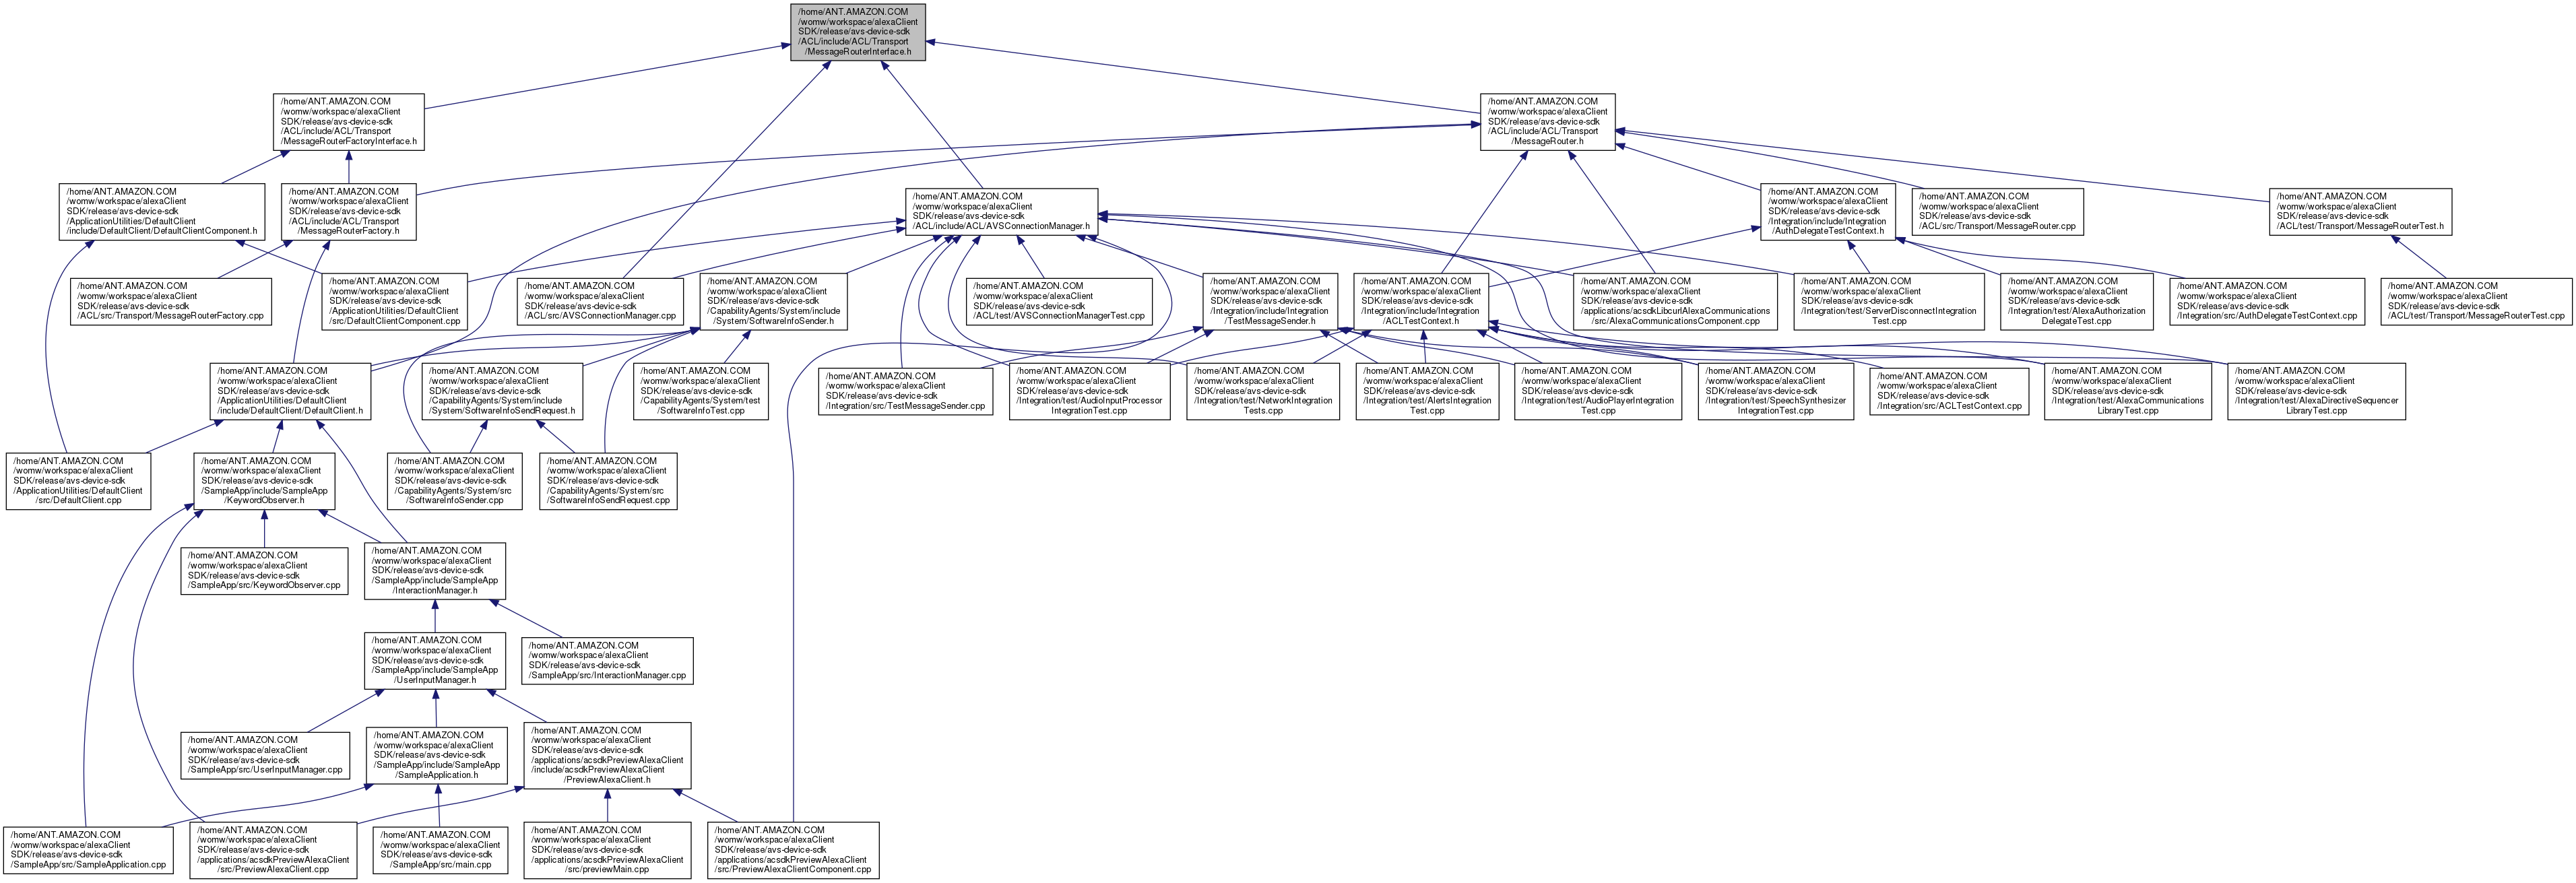 /home/ANT.AMAZON.COM
/womw/workspace/alexaClient
SDK/release/avs-device-sdk
/ACL/include/ACL/Transport
/MessageRouterInterface.h
/home/ANT.AMAZON.COM
/womw/workspace/alexaClient
SDK/release/avs-device-sdk
/ACL/include/ACL/Transport
/MessageRouterFactoryInterface.h
/home/ANT.AMAZON.COM
/womw/workspace/alexaClient
SDK/release/avs-device-sdk
/ACL/include/ACL/Transport
/MessageRouter.h
/home/ANT.AMAZON.COM
/womw/workspace/alexaClient
SDK/release/avs-device-sdk
/ApplicationUtilities/DefaultClient
/include/DefaultClient/DefaultClientComponent.h
/home/ANT.AMAZON.COM
/womw/workspace/alexaClient
SDK/release/avs-device-sdk
/ACL/include/ACL/Transport
/MessageRouterFactory.h
/home/ANT.AMAZON.COM
/womw/workspace/alexaClient
SDK/release/avs-device-sdk
/ACL/include/ACL/AVSConnectionManager.h
/home/ANT.AMAZON.COM
/womw/workspace/alexaClient
SDK/release/avs-device-sdk
/Integration/include/Integration
/AuthDelegateTestContext.h
/home/ANT.AMAZON.COM
/womw/workspace/alexaClient
SDK/release/avs-device-sdk
/ACL/src/Transport/MessageRouter.cpp
/home/ANT.AMAZON.COM
/womw/workspace/alexaClient
SDK/release/avs-device-sdk
/ACL/test/Transport/MessageRouterTest.h
/home/ANT.AMAZON.COM
/womw/workspace/alexaClient
SDK/release/avs-device-sdk
/ACL/src/Transport/MessageRouterFactory.cpp
/home/ANT.AMAZON.COM
/womw/workspace/alexaClient
SDK/release/avs-device-sdk
/ApplicationUtilities/DefaultClient
/src/DefaultClientComponent.cpp
/home/ANT.AMAZON.COM
/womw/workspace/alexaClient
SDK/release/avs-device-sdk
/ACL/src/AVSConnectionManager.cpp
/home/ANT.AMAZON.COM
/womw/workspace/alexaClient
SDK/release/avs-device-sdk
/CapabilityAgents/System/include
/System/SoftwareInfoSender.h
/home/ANT.AMAZON.COM
/womw/workspace/alexaClient
SDK/release/avs-device-sdk
/ACL/test/AVSConnectionManagerTest.cpp
/home/ANT.AMAZON.COM
/womw/workspace/alexaClient
SDK/release/avs-device-sdk
/Integration/include/Integration
/TestMessageSender.h
/home/ANT.AMAZON.COM
/womw/workspace/alexaClient
SDK/release/avs-device-sdk
/Integration/include/Integration
/ACLTestContext.h
/home/ANT.AMAZON.COM
/womw/workspace/alexaClient
SDK/release/avs-device-sdk
/applications/acsdkLibcurlAlexaCommunications
/src/AlexaCommunicationsComponent.cpp
/home/ANT.AMAZON.COM
/womw/workspace/alexaClient
SDK/release/avs-device-sdk
/Integration/test/ServerDisconnectIntegration
Test.cpp
/home/ANT.AMAZON.COM
/womw/workspace/alexaClient
SDK/release/avs-device-sdk
/Integration/test/AlexaAuthorization
DelegateTest.cpp
/home/ANT.AMAZON.COM
/womw/workspace/alexaClient
SDK/release/avs-device-sdk
/Integration/src/AuthDelegateTestContext.cpp
/home/ANT.AMAZON.COM
/womw/workspace/alexaClient
SDK/release/avs-device-sdk
/ACL/test/Transport/MessageRouterTest.cpp
/home/ANT.AMAZON.COM
/womw/workspace/alexaClient
SDK/release/avs-device-sdk
/ApplicationUtilities/DefaultClient
/include/DefaultClient/DefaultClient.h
/home/ANT.AMAZON.COM
/womw/workspace/alexaClient
SDK/release/avs-device-sdk
/CapabilityAgents/System/include
/System/SoftwareInfoSendRequest.h
/home/ANT.AMAZON.COM
/womw/workspace/alexaClient
SDK/release/avs-device-sdk
/CapabilityAgents/System/test
/SoftwareInfoTest.cpp
/home/ANT.AMAZON.COM
/womw/workspace/alexaClient
SDK/release/avs-device-sdk
/Integration/src/TestMessageSender.cpp
/home/ANT.AMAZON.COM
/womw/workspace/alexaClient
SDK/release/avs-device-sdk
/Integration/test/AudioInputProcessor
IntegrationTest.cpp
/home/ANT.AMAZON.COM
/womw/workspace/alexaClient
SDK/release/avs-device-sdk
/Integration/test/NetworkIntegration
Tests.cpp
/home/ANT.AMAZON.COM
/womw/workspace/alexaClient
SDK/release/avs-device-sdk
/Integration/test/AlertsIntegration
Test.cpp
/home/ANT.AMAZON.COM
/womw/workspace/alexaClient
SDK/release/avs-device-sdk
/Integration/test/AudioPlayerIntegration
Test.cpp
/home/ANT.AMAZON.COM
/womw/workspace/alexaClient
SDK/release/avs-device-sdk
/Integration/test/SpeechSynthesizer
IntegrationTest.cpp
/home/ANT.AMAZON.COM
/womw/workspace/alexaClient
SDK/release/avs-device-sdk
/Integration/src/ACLTestContext.cpp
/home/ANT.AMAZON.COM
/womw/workspace/alexaClient
SDK/release/avs-device-sdk
/Integration/test/AlexaCommunications
LibraryTest.cpp
/home/ANT.AMAZON.COM
/womw/workspace/alexaClient
SDK/release/avs-device-sdk
/Integration/test/AlexaDirectiveSequencer
LibraryTest.cpp
/home/ANT.AMAZON.COM
/womw/workspace/alexaClient
SDK/release/avs-device-sdk
/ApplicationUtilities/DefaultClient
/src/DefaultClient.cpp
/home/ANT.AMAZON.COM
/womw/workspace/alexaClient
SDK/release/avs-device-sdk
/SampleApp/include/SampleApp
/KeywordObserver.h
/home/ANT.AMAZON.COM
/womw/workspace/alexaClient
SDK/release/avs-device-sdk
/CapabilityAgents/System/src
/SoftwareInfoSender.cpp
/home/ANT.AMAZON.COM
/womw/workspace/alexaClient
SDK/release/avs-device-sdk
/CapabilityAgents/System/src
/SoftwareInfoSendRequest.cpp
/home/ANT.AMAZON.COM
/womw/workspace/alexaClient
SDK/release/avs-device-sdk
/SampleApp/src/KeywordObserver.cpp
/home/ANT.AMAZON.COM
/womw/workspace/alexaClient
SDK/release/avs-device-sdk
/SampleApp/include/SampleApp
/InteractionManager.h
/home/ANT.AMAZON.COM
/womw/workspace/alexaClient
SDK/release/avs-device-sdk
/SampleApp/include/SampleApp
/UserInputManager.h
/home/ANT.AMAZON.COM
/womw/workspace/alexaClient
SDK/release/avs-device-sdk
/SampleApp/src/InteractionManager.cpp
/home/ANT.AMAZON.COM
/womw/workspace/alexaClient
SDK/release/avs-device-sdk
/SampleApp/src/UserInputManager.cpp
/home/ANT.AMAZON.COM
/womw/workspace/alexaClient
SDK/release/avs-device-sdk
/SampleApp/include/SampleApp
/SampleApplication.h
/home/ANT.AMAZON.COM
/womw/workspace/alexaClient
SDK/release/avs-device-sdk
/applications/acsdkPreviewAlexaClient
/include/acsdkPreviewAlexaClient
/PreviewAlexaClient.h
/home/ANT.AMAZON.COM
/womw/workspace/alexaClient
SDK/release/avs-device-sdk
/SampleApp/src/SampleApplication.cpp
/home/ANT.AMAZON.COM
/womw/workspace/alexaClient
SDK/release/avs-device-sdk
/applications/acsdkPreviewAlexaClient
/src/PreviewAlexaClient.cpp
/home/ANT.AMAZON.COM
/womw/workspace/alexaClient
SDK/release/avs-device-sdk
/SampleApp/src/main.cpp
/home/ANT.AMAZON.COM
/womw/workspace/alexaClient
SDK/release/avs-device-sdk
/applications/acsdkPreviewAlexaClient
/src/previewMain.cpp
/home/ANT.AMAZON.COM
/womw/workspace/alexaClient
SDK/release/avs-device-sdk
/applications/acsdkPreviewAlexaClient
/src/PreviewAlexaClientComponent.cpp